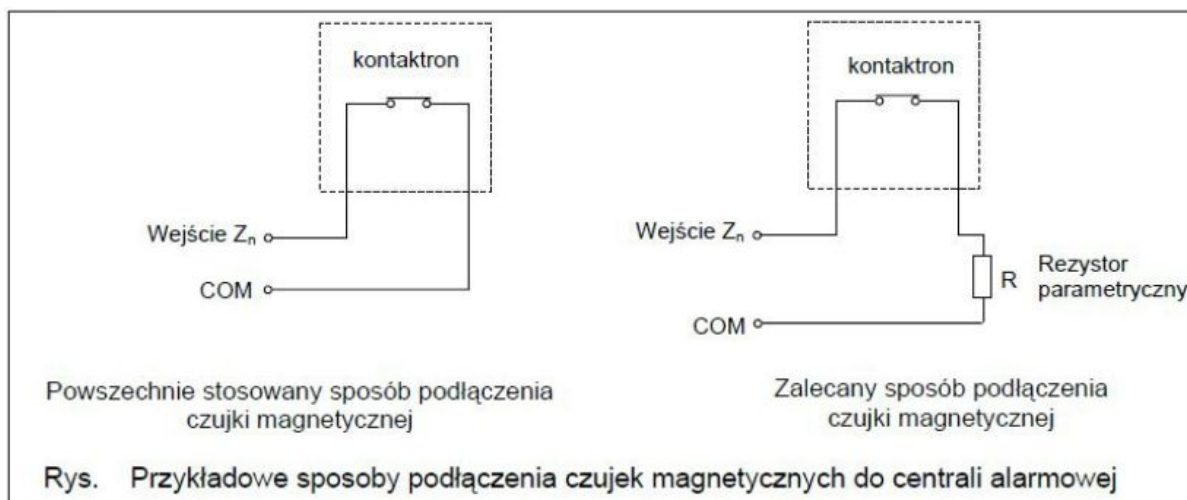 kontaktron
Wejście Zn
COM
Powszechnie stosowany sposób podłączenia
czujki magnetycznej
kontaktron
Wejście Zn
R
Rezystor
parametryczny
COM
Zalecany sposób podłączenia
czujki magnetycznej
Rys. Przykładowe sposoby podłączenia czujek magnetycznych do centrali alarmowej